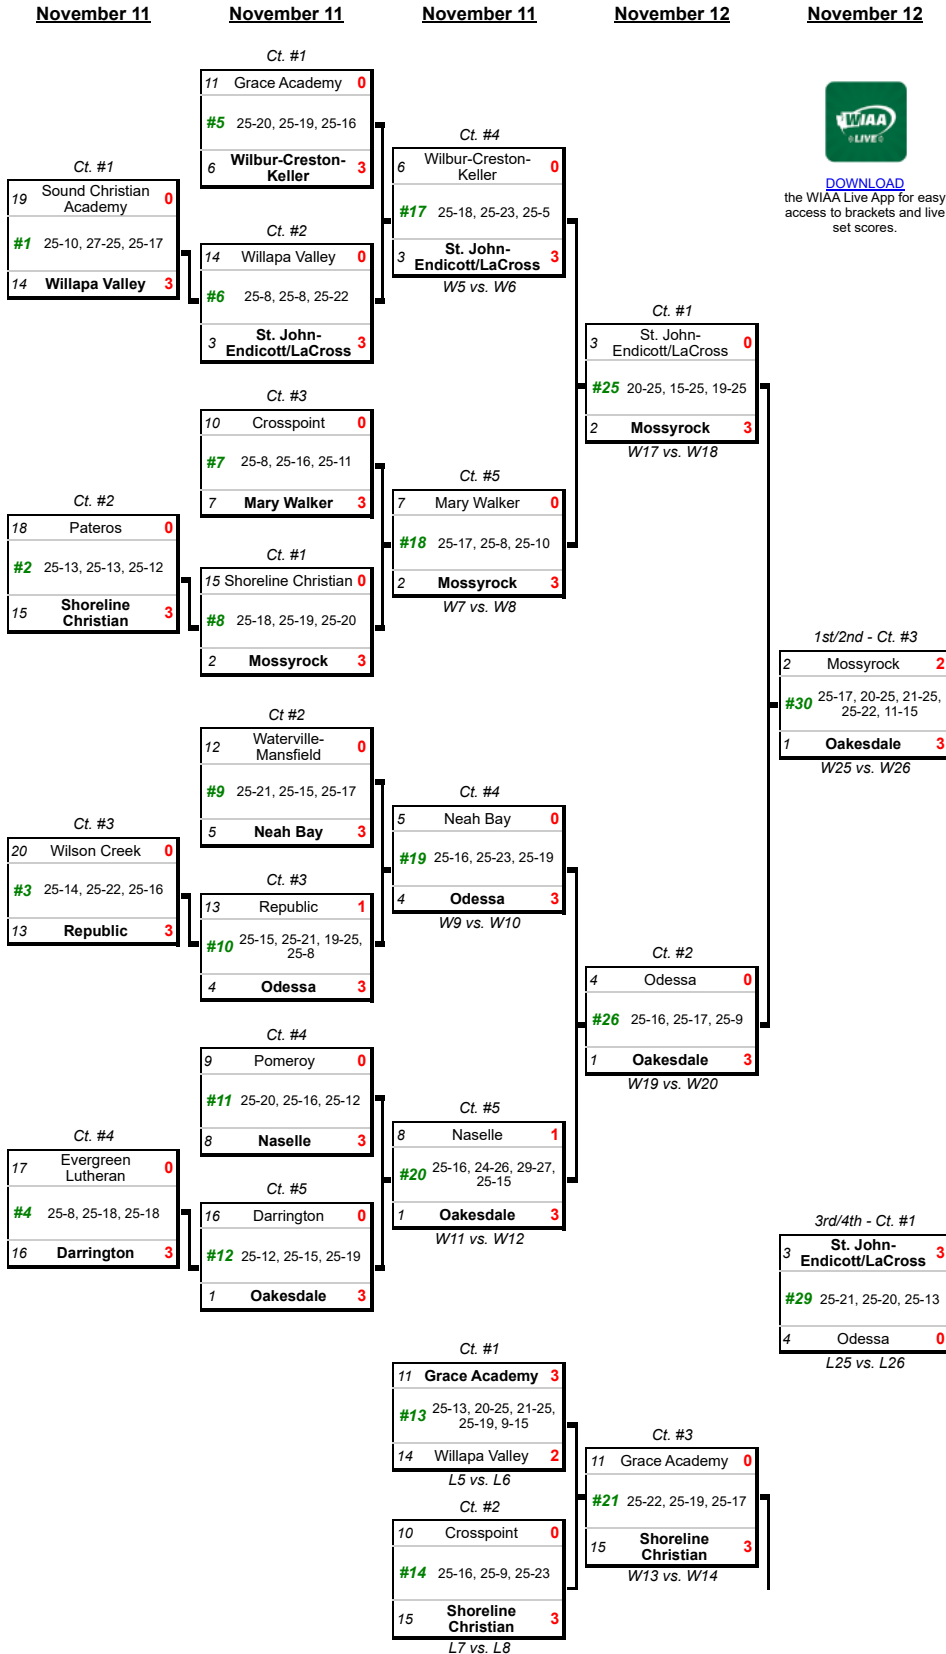 November 11
November 11
November 11
November 12
November 12
Ct. #1
19 Sound Christian Academy 0
#1 25-10, 27-25, 25-17
14 Willapa Valley 3
Ct. #2
18 Pateros 0
#2 25-13, 25-13, 25-12
15 Shoreline Christian 3
Ct. #3
20 Wilson Creek 0
#3 25-14, 25-22, 25-16
13 Republic 3
Ct. #4
17 Evergreen Lutheran 0
#4 25-8, 25-18, 25-18
16 Darrington 3
Ct. #1
11 Grace Academy 0
#5 25-20, 25-19, 25-16
6 Wilbur-Creston-Keller 3
Ct. #2
14 Willapa Valley 0
#6 25-8, 25-8, 25-22
3 St. John-Endicott/LaCross 3
Ct. #3
10 Crosspoint 0
#7 25-8, 25-16, 25-11
7 Mary Walker 3
Ct. #1
15 Shoreline Christian 0
#8 25-18, 25-19, 25-20
2 Mossyrock 3
Ct #2
12 Waterville-Mansfield 0
#9 25-21, 25-15, 25-17
5 Neah Bay 3
Ct. #3
13 Republic 1
#10 25-15, 25-21, 19-25, 25-8
4 Odessa 3
Ct. #4
9 Pomeroy 0
#11 25-20, 25-16, 25-12
8 Naselle 3
Ct. #5
16 Darrington 0
#12 25-12, 25-15, 25-19
1 Oakesdale 3
Ct. #4
6 Wilbur-Creston-Keller 0
#17 25-18, 25-23, 25-5
3 St. John-Endicott/LaCross 3
W5 vs. W6
Ct. #5
7 Mary Walker 0
#18 25-17, 25-8, 25-10
2 Mossyrock 3
W7 vs. W8
Ct. #4
5 Neah Bay 0
#19 25-16, 25-23, 25-19
4 Odessa 3
W9 vs. W10
Ct. #5
8 Naselle 1
#20 25-16, 24-26, 29-27, 25-15
1 Oakesdale 3
W11 vs. W12
Ct. #1
11 Grace Academy 3
#13 25-13, 20-25, 21-25, 25-19, 9-15
14 Willapa Valley 2
L5 vs. L6
Ct. #2
10 Crosspoint 0
#14 25-16, 25-9, 25-23
15 Shoreline Christian 3
L7 vs. L8
Ct. #1
3 St. John-Endicott/LaCross 0
#25 20-25, 15-25, 19-25
2 Mossyrock 3
W17 vs. W18
Ct. #2
4 Odessa 0
#26 25-16, 25-17, 25-9
1 Oakesdale 3
W19 vs. W20
Ct. #3
11 Grace Academy 0
#21 25-22, 25-19, 25-17
15 Shoreline Christian 3
W13 vs. W14
WIAA
LIVE
DOWNLOAD
the WIAA Live App for easy
access to brackets and live
set scores.
1st/2nd - Ct. #3
2 Mossyrock 2
#30 25-17, 20-25, 21-25, 25-22, 11-15
1 Oakesdale 3
W25 vs. W26
3rd/4th - Ct. #1
3 St. John-Endicott/LaCross 3
#29 25-21, 25-20, 25-13
4 Odessa 0
L25 vs. L26